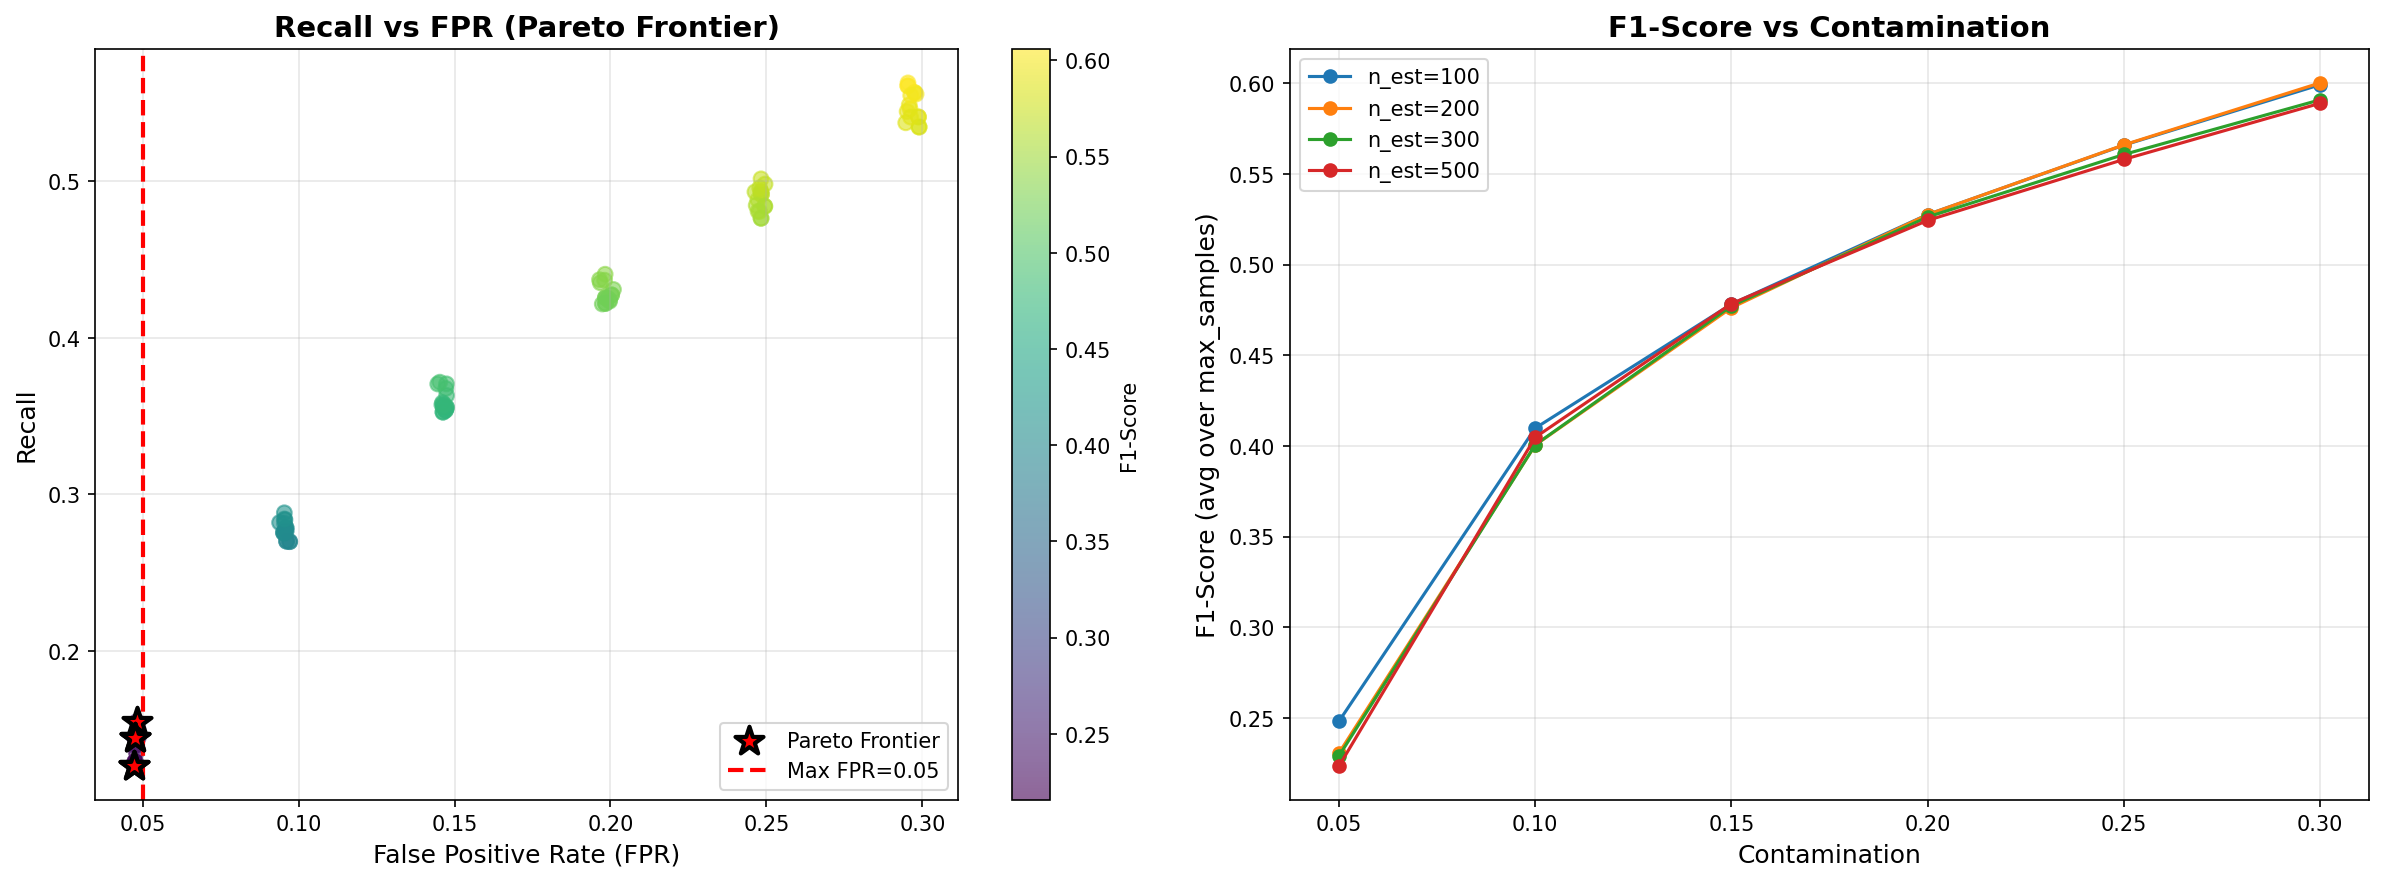 Recall vs FPR (Pareto Frontier)
Recall
0.5
0.4
0.3
0.2
0.05 0.10 0.15 0.20 0.25 0.30
False Positive Rate (FPR)
Pareto Frontier
Max FPR=0.05
0.60
0.55
0.50
0.45
0.40
0.35
0.30
0.25
F1-Score
F1-Score vs Contamination
F1-Score (avg over max_samples)
0.60
0.55
0.50
0.45
0.40
0.35
0.30
0.25
n_est=100
n_est=200
n_est=300
n_est=500
0.05 0.10 0.15 0.20 0.25 0.30
Contamination